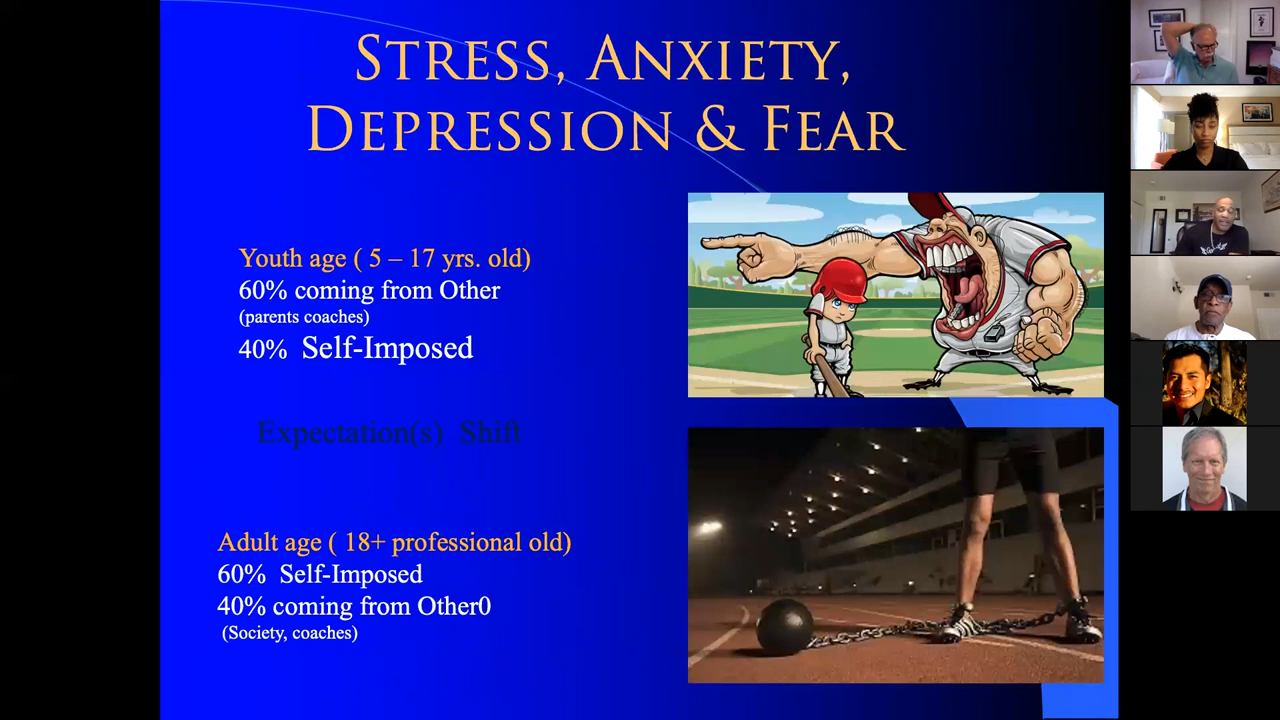 STRESS, ANXIETY,
DEPRESSION & FEAR
Youth age ( 5 – 17 yrs. old)
60% coming from Other
(parents coaches)
40% Self-Imposed
Expectation(s) Shift
Adult age ( 18+ professional old)
60% Self-Imposed
40% coming from Other0
(Society, coaches)